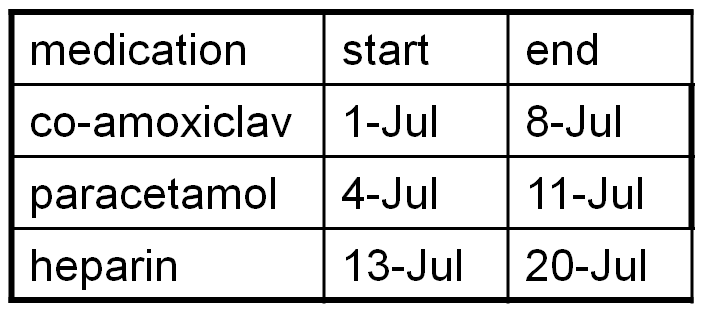 medication start end
co-amoxiclav 1-Jul 8-Jul
paracetamol 4-Jul 11-Jul
heparin 13-Jul 20-Jul